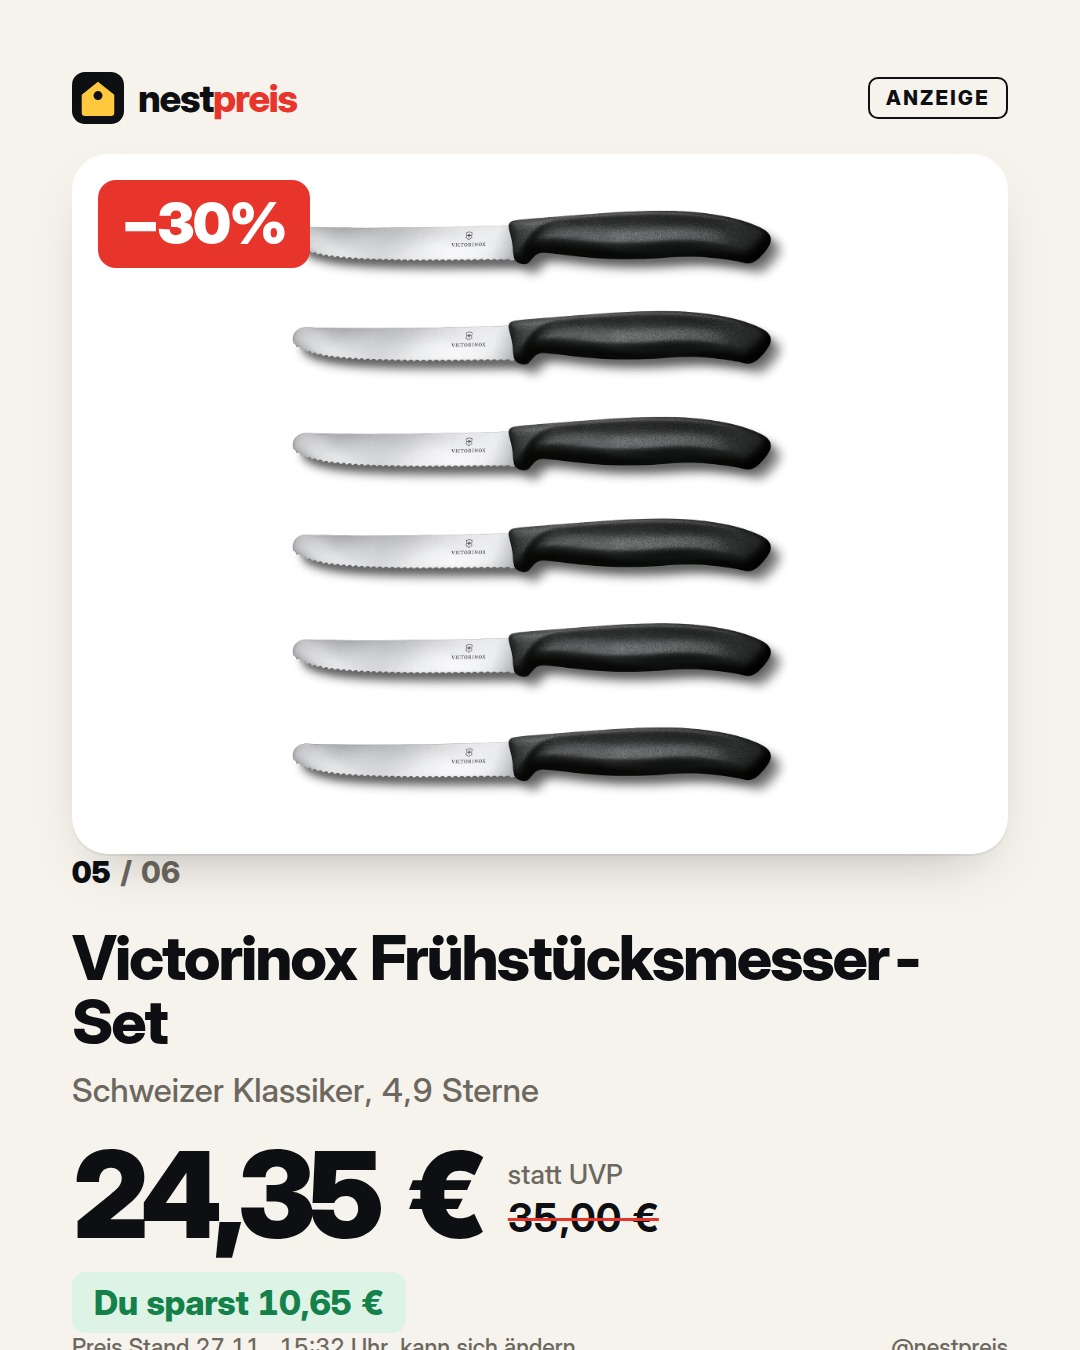 nestpreis
ANZEIGE
–30%
VICTORINOX
VICTORINOX
VICTORINOX
VICTORINOX
VICTORINOX
VICTORINOX
05 / 06
Victorinox Frühstücksmesser-
Set
Schweizer Klassiker, 4,9 Sterne
24,35 €
statt UVP
35,00 €
Du sparst 10,65 €
Preis Stand 27.11., 15:32 Uhr, kann sich ändern
@nestpreis